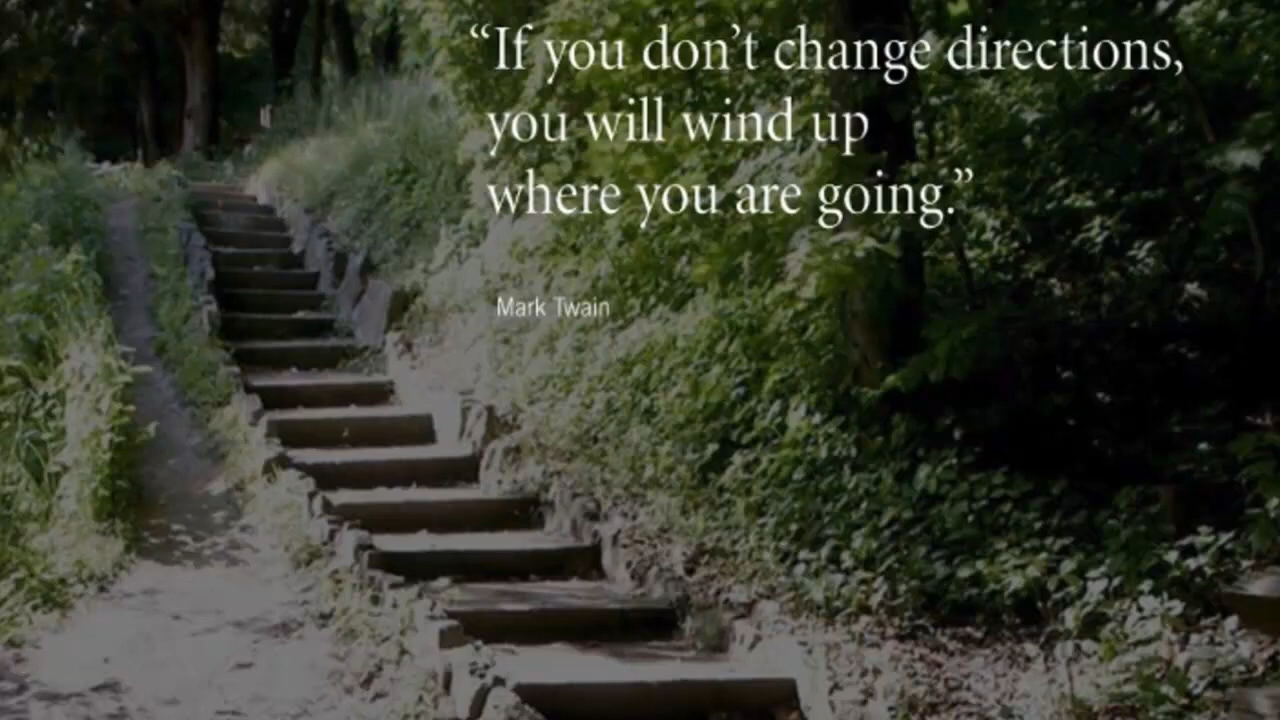 “If you don’t change directions,
you will wind up
where you are going.”
Mark Twain